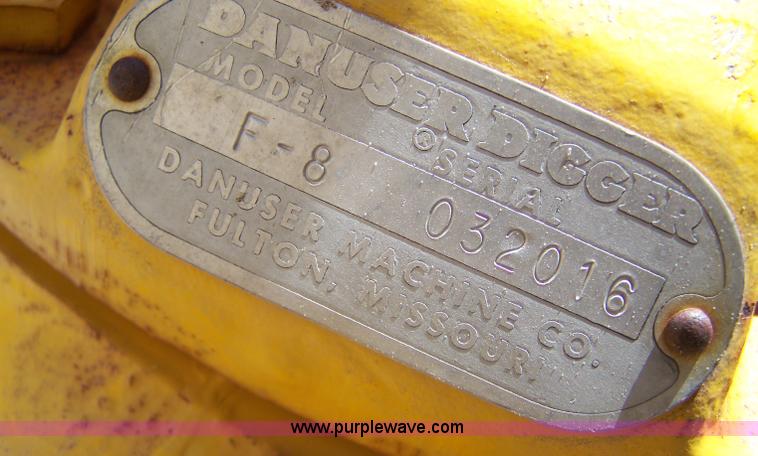 DANUSER DIGGER®
MODEL
SERIAL
F-8
032016
DANUSER MACHINE CO.
FULTON, MISSOURI
www.purplewave.com